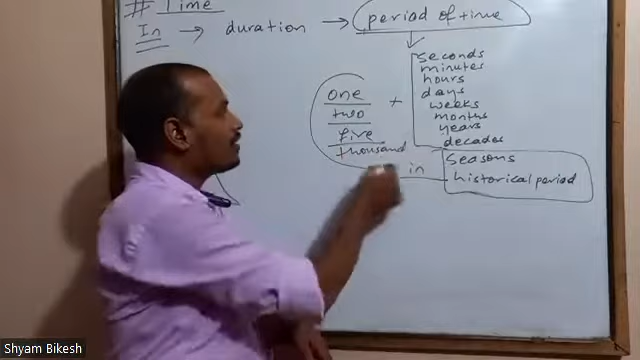 # Time
In → duration → period of time
seconds
minutes
hours
days
weeks
months
years
decades
one +
two
five
thousand
in
Seasons
historical period
Shyam Bikesh